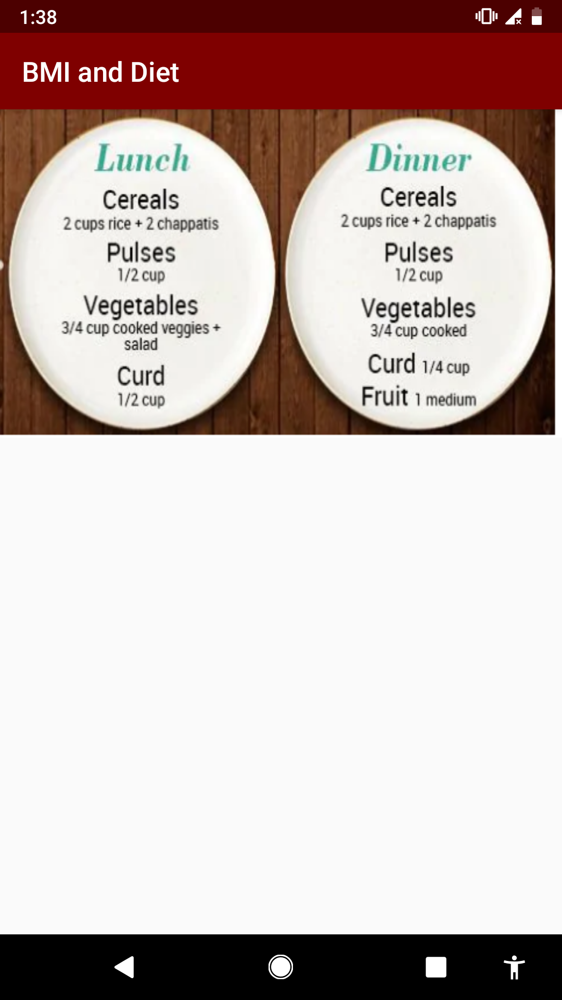 1:38
BMI and Diet
Lunch
Cereals
2 cups rice + 2 chappatis
Pulses
1/2 cup
Vegetables
3/4 cup cooked veggies +
salad
Curd
1/2 cup
Dinner
Cereals
2 cups rice + 2 chappatis
Pulses
1/2 cup
Vegetables
3/4 cup cooked
Curd 1/4 cup
Fruit 1 medium